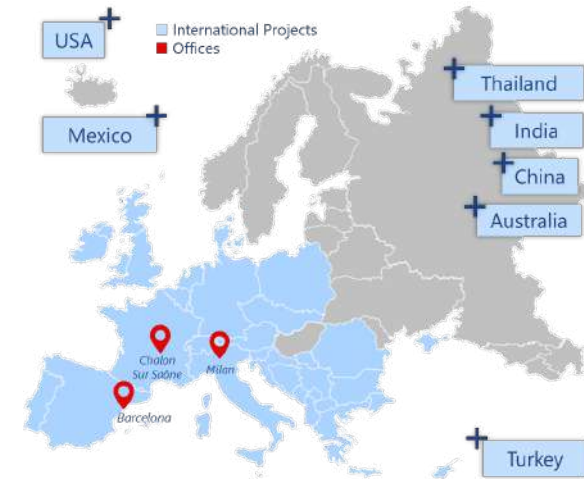 USA
International Projects
Offices
Mexico
Thailand
India
China
Australia
Chalon
Sur Saône
Milan
Barcelona
Turkey